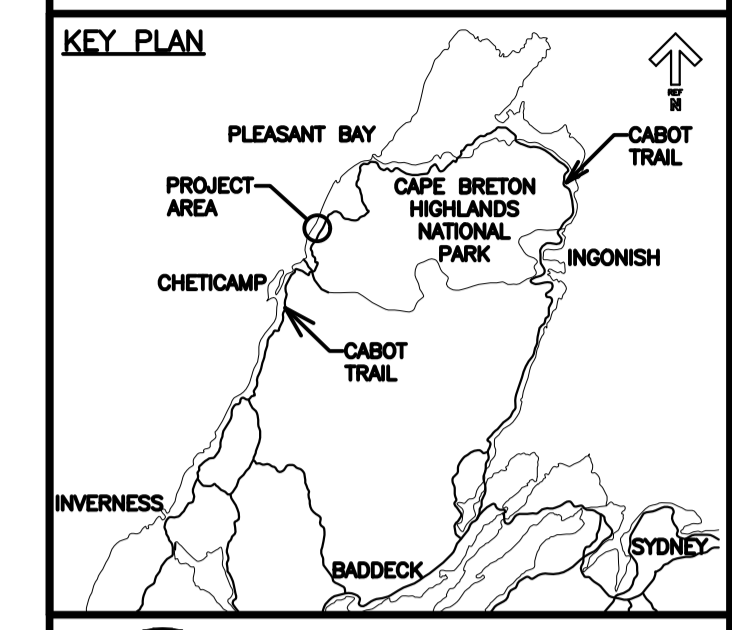 KEY PLAN
REF
N
PLEASANT BAY
CABOT
TRAIL
PROJECT
AREA
CAPE BRETON
HIGHLANDS
NATIONAL
PARK
INGONISH
CHETICAMP
CABOT
TRAIL
INVERNESS
SYDNEY
BADDECK